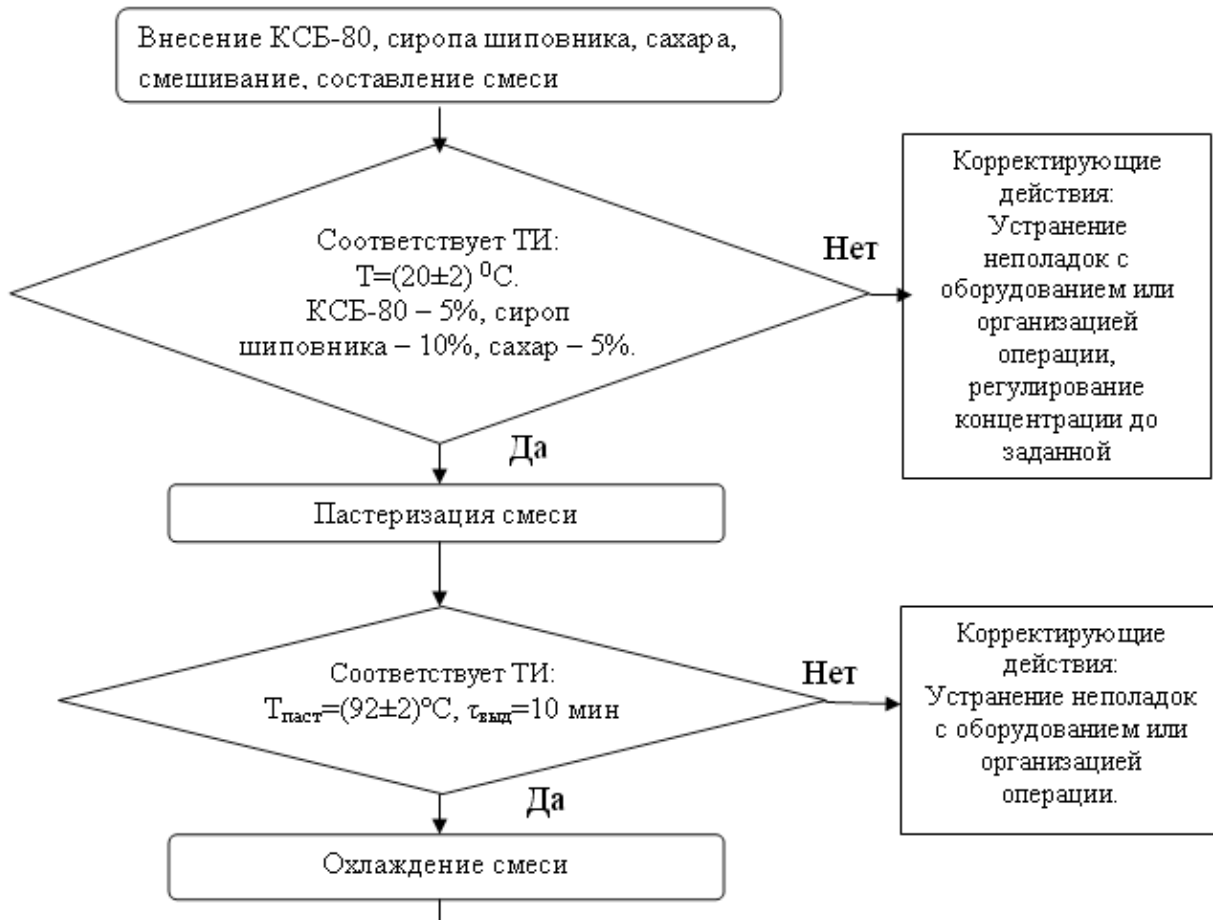 Внесение КСБ-80, сиропа шиповника, сахара,
смешивание, составление смеси
Соответствует ТИ:
Т=(20±2) ⁰С.
КСБ-80 – 5%, сироп
шиповника – 10%, сахар – 5%.
Нет
Корректирующие
действия:
Устранение
неполадок с
оборудованием или
организацией
операции,
регулирование
концентрации до
заданной
Да
Пастеризация смеси
Соответствует ТИ:
Тпаст=(92±2)ºС, τвыд=10 мин
Нет
Корректирующие
действия:
Устранение неполадок
с оборудованием или
организацией
операции.
Да
Охлаждение смеси